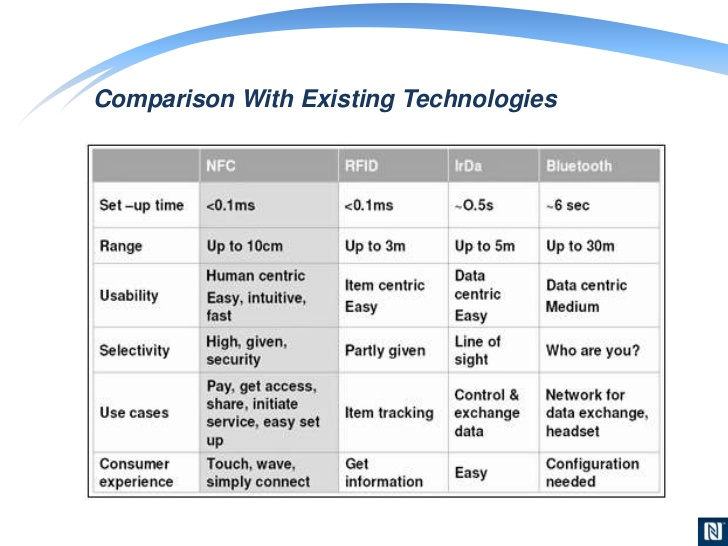 Comparison With Existing Technologies
NFC RFID IrDa Bluetooth
Set –up time <0.1ms <0.1ms ~O.5s ~6 sec
Range Up to 10cm Up to 3m Up to 5m Up to 30m
Usability
Human centric
Easy, intuitive,
fast
Item centric
Easy
Data
centric
Easy
Data centric
Medium
Selectivity
High, given,
security
Partly given
Line of
sight
Who are you?
Use cases
Pay, get access,
share, initiate
service, easy set
up
Item tracking
Control &
exchange
data
Network for
data exchange,
headset
Consumer
experience
Touch, wave,
simply connect
Get
information
Easy
Configuration
needed